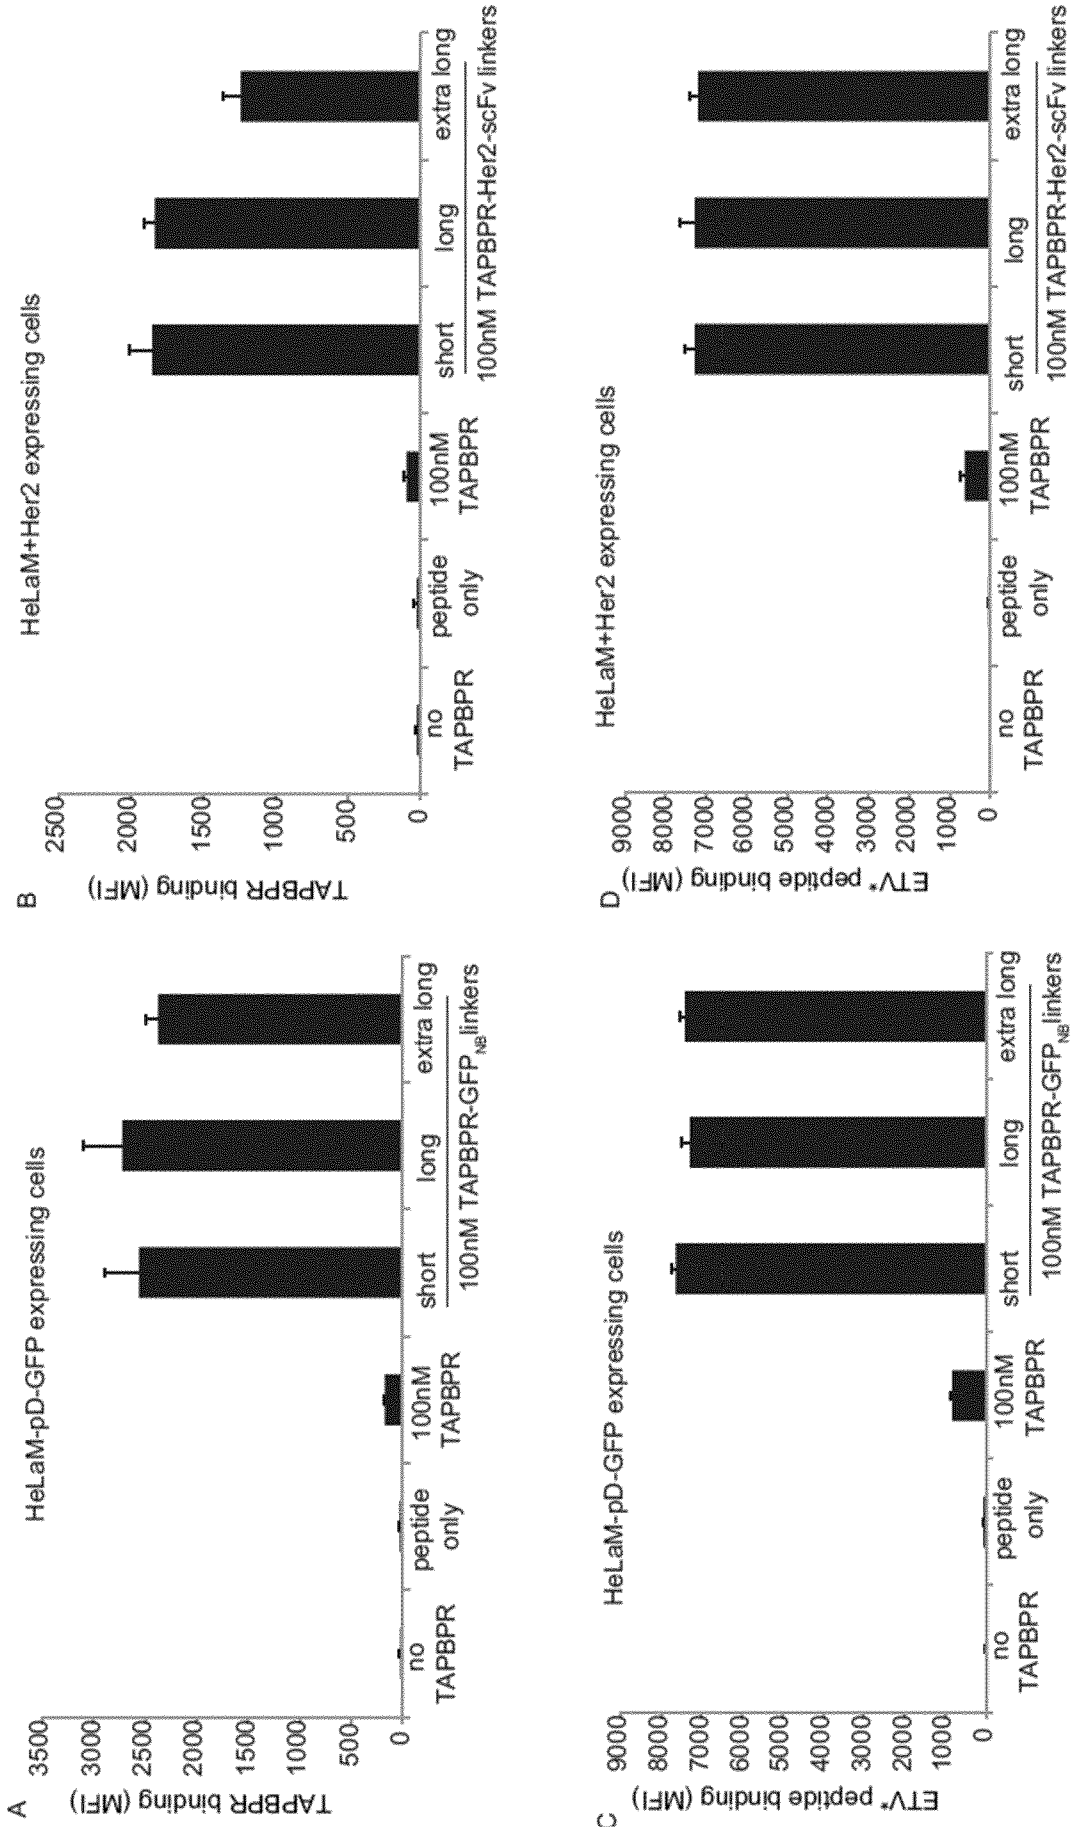 A
HeLaM-pD-GFP expressing cells
TAPBPR binding (MFI)
3500
3000
2500
2000
1500
1000
500
0
no TAPBPR
peptide only
100nM TAPBPR
short
long
extra long
100nM TAPBPR-GFP_NB linkers
B
HeLaM+Her2 expressing cells
TAPBPR binding (MFI)
2500
2000
1500
1000
500
0
no TAPBPR
peptide only
100nM TAPBPR
short
long
extra long
100nM TAPBPR-Her2-scFv linkers
C
HeLaM-pD-GFP expressing cells
ETV* peptide binding (MFI)
9000
8000
7000
6000
5000
4000
3000
2000
1000
0
no TAPBPR
peptide only
100nM TAPBPR
short
long
extra long
100nM TAPBPR-GFP_NB linkers
D
HeLaM+Her2 expressing cells
ETV* peptide binding (MFI)
9000
8000
7000
6000
5000
4000
3000
2000
1000
0
no TAPBPR
peptide only
100nM TAPBPR
short
long
extra long
100nM TAPBPR-Her2-scFv linkers